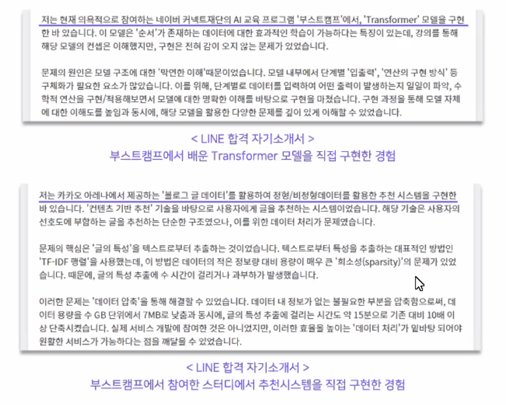 저는 현재 의욕적으로 참여하는 네이버 커넥트재단의 AI 교육 프로그램 '부스트캠프'에서, 'Transformer' 모델을 구현
한 바 있습니다. 이 모델은 '순서'가 존재하는 데이터에 대한 효과적인 학습이 가능하다는 특징이 있는데, 강의를 통해
해당 모델의 컨셉은 이해했지만, 구현은 전혀 감이 오지 않는 문제가 있었습니다.
문제의 원인은 모델 구조에 대한 '막연한 이해'때문이었습니다. 모델 내부에서 단계별 '입출력', '연산의 구현 방식' 등
구체화가 필요한 요소가 많았습니다. 이를 위해, 단계별로 데이터를 입력하여 어떤 출력이 발생하는지 일일이 파악, 수
학적 연산을 구현/적용해보면서 모델에 대한 명확한 이해를 바탕으로 구현을 마쳤습니다. 구현 과정을 통해 모델 자체
에 대한 이해도를 높임과 동시에, 해당 모델을 활용한 다양한 문제를 깊이 있게 이해할 수 있었습니다.
< LINE 합격 자기소개서 >
부스트캠프에서 배운 Transformer 모델을 직접 구현한 경험
저는 카카오 아레나에서 제공하는 '블로그 글 데이터'를 활용하여 정형/비정형데이터를 활용한 추천 시스템을 구현한
바 있습니다. '컨텐츠 기반 추천' 기술을 바탕으로 사용자에게 글을 추천하는 시스템이었습니다. 해당 기술은 사용자의
선호도에 부합하는 글을 추천하는 단순한 구조였으나, 이를 위한 데이터 처리가 문제였습니다.
문제의 핵심은 '글의 특성'을 텍스트로부터 추출하는 것이었습니다. 텍스트로부터 특성을 추출하는 대표적인 방법인
'TF-IDF 행렬'을 사용했는데, 이 방법은 데이터의 적은 정보량 대비 용량이 매우 큰 '희소성(sparsity)'의 문제가 있었
습니다. 때문에, 글의 특성 추출에 수 시간이 걸리거나 과부하가 발생했습니다.
이러한 문제는 '데이터 압축'을 통해 해결할 수 있었습니다. 데이터 내 정보가 없는 불필요한 부분을 압축함으로써, 데
이터 용량을 수 GB 단위에서 7MB로 낮춤과 동시에, 글의 특성 추출에 걸리는 시간도 약 15분으로 기존 대비 10배 이
상 단축시켰습니다. 실제 서비스 개발에 참여한 것은 아니었지만, 이러한 효율을 높이는 '데이터 처리'가 밑바탕 되어야
원활한 서비스가 가능하다는 점을 깨달을 수 있었습니다.
< LINE 합격 자기소개서 >
부스트캠프에서 참여한 스터디에서 추천시스템을 직접 구현한 경험